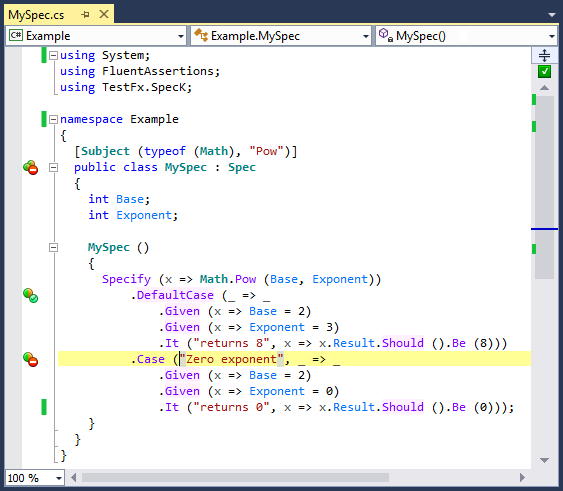 MySpec.cs
C# Example
Example.MySpec
MySpec()
using System;
using FluentAssertions;
using TestFx.SpecK;
namespace Example
{
[Subject (typeof (Math), "Pow")]
public class MySpec : Spec
{
int Base;
int Exponent;
MySpec ()
{
Specify (x => Math.Pow (Base, Exponent))
.DefaultCase (_ => _
.Given (x => Base = 2)
.Given (x => Exponent = 3)
.It ("returns 8", x => x.Result.Should ().Be (8)))
.Case ("Zero exponent", _ => _
.Given (x => Base = 2)
.Given (x => Exponent = 0)
.It ("returns 0", x => x.Result.Should ().Be (0)));
}
}
}
100 %